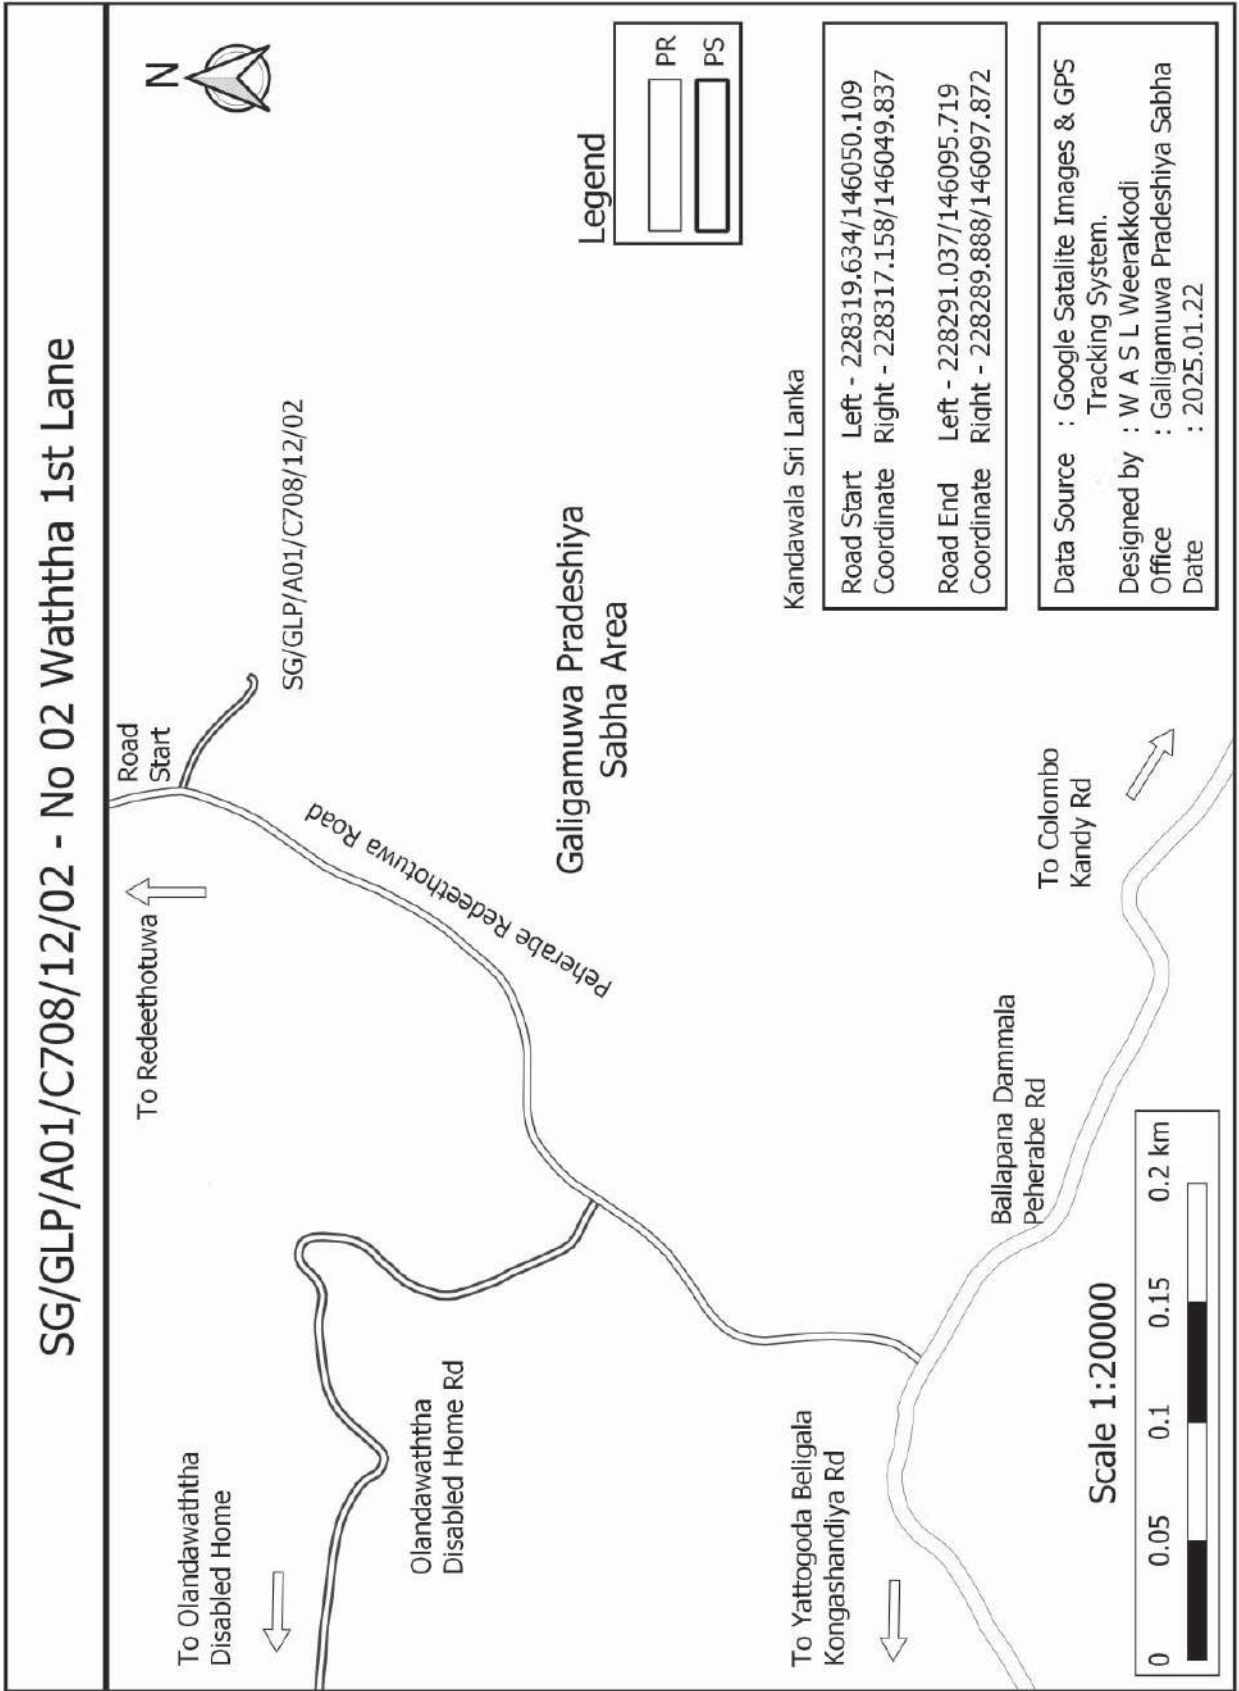 SG/GLP/A01/C708/12/02 - No 02 Waththa 1st Lane
N
Road
Start
To Redeethotuwa
SG/GLP/A01/C708/12/02
Peherabe Redeethotuwa Road
Legend
PR
PS
To Olandawaththa
Disabled Home
Olandawaththa
Disabled Home Rd
Galigamuwa Pradeshiya
Sabha Area
Kandawala Sri Lanka
Road Start Left - 228319.634/146050.109
Coordinate Right - 228317.158/146049.837
Road End Left - 228291.037/146095.719
Coordinate Right - 228289.888/146097.872
To Yattogoda Beligala
Kongashandiya Rd
Ballapana Dammala
Peherabe Rd
To Colombo
Kandy Rd
Data Source : Google Satalite Images & GPS
Tracking System.
Designed by : W A S L Weerakkodi
Office : Galigamuwa Pradeshiya Sabha
Date : 2025.01.22
Scale 1:20000
0 0.05 0.1 0.15 0.2 km